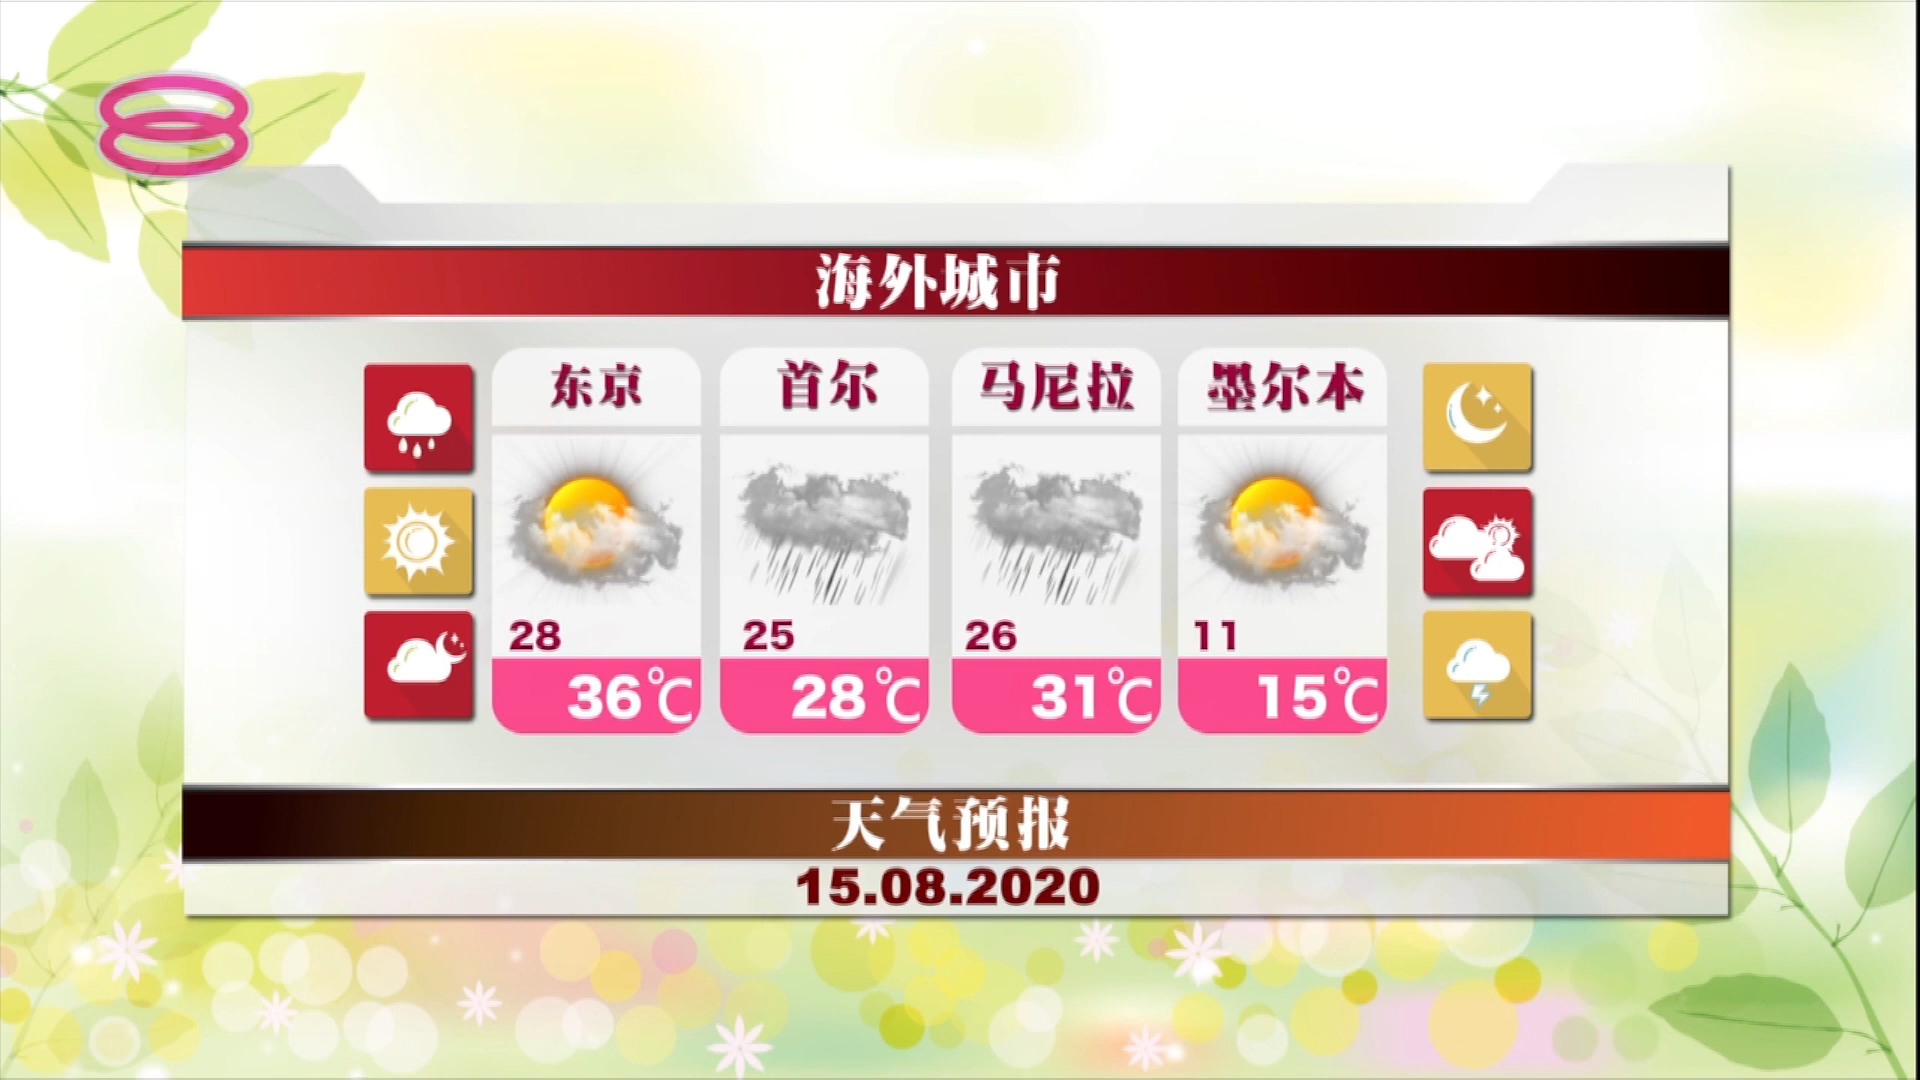 海外城市
东京 首尔 马尼拉 墨尔本
28 25 26 11
36℃ 28℃ 31℃ 15℃
天气预报
15.08.2020